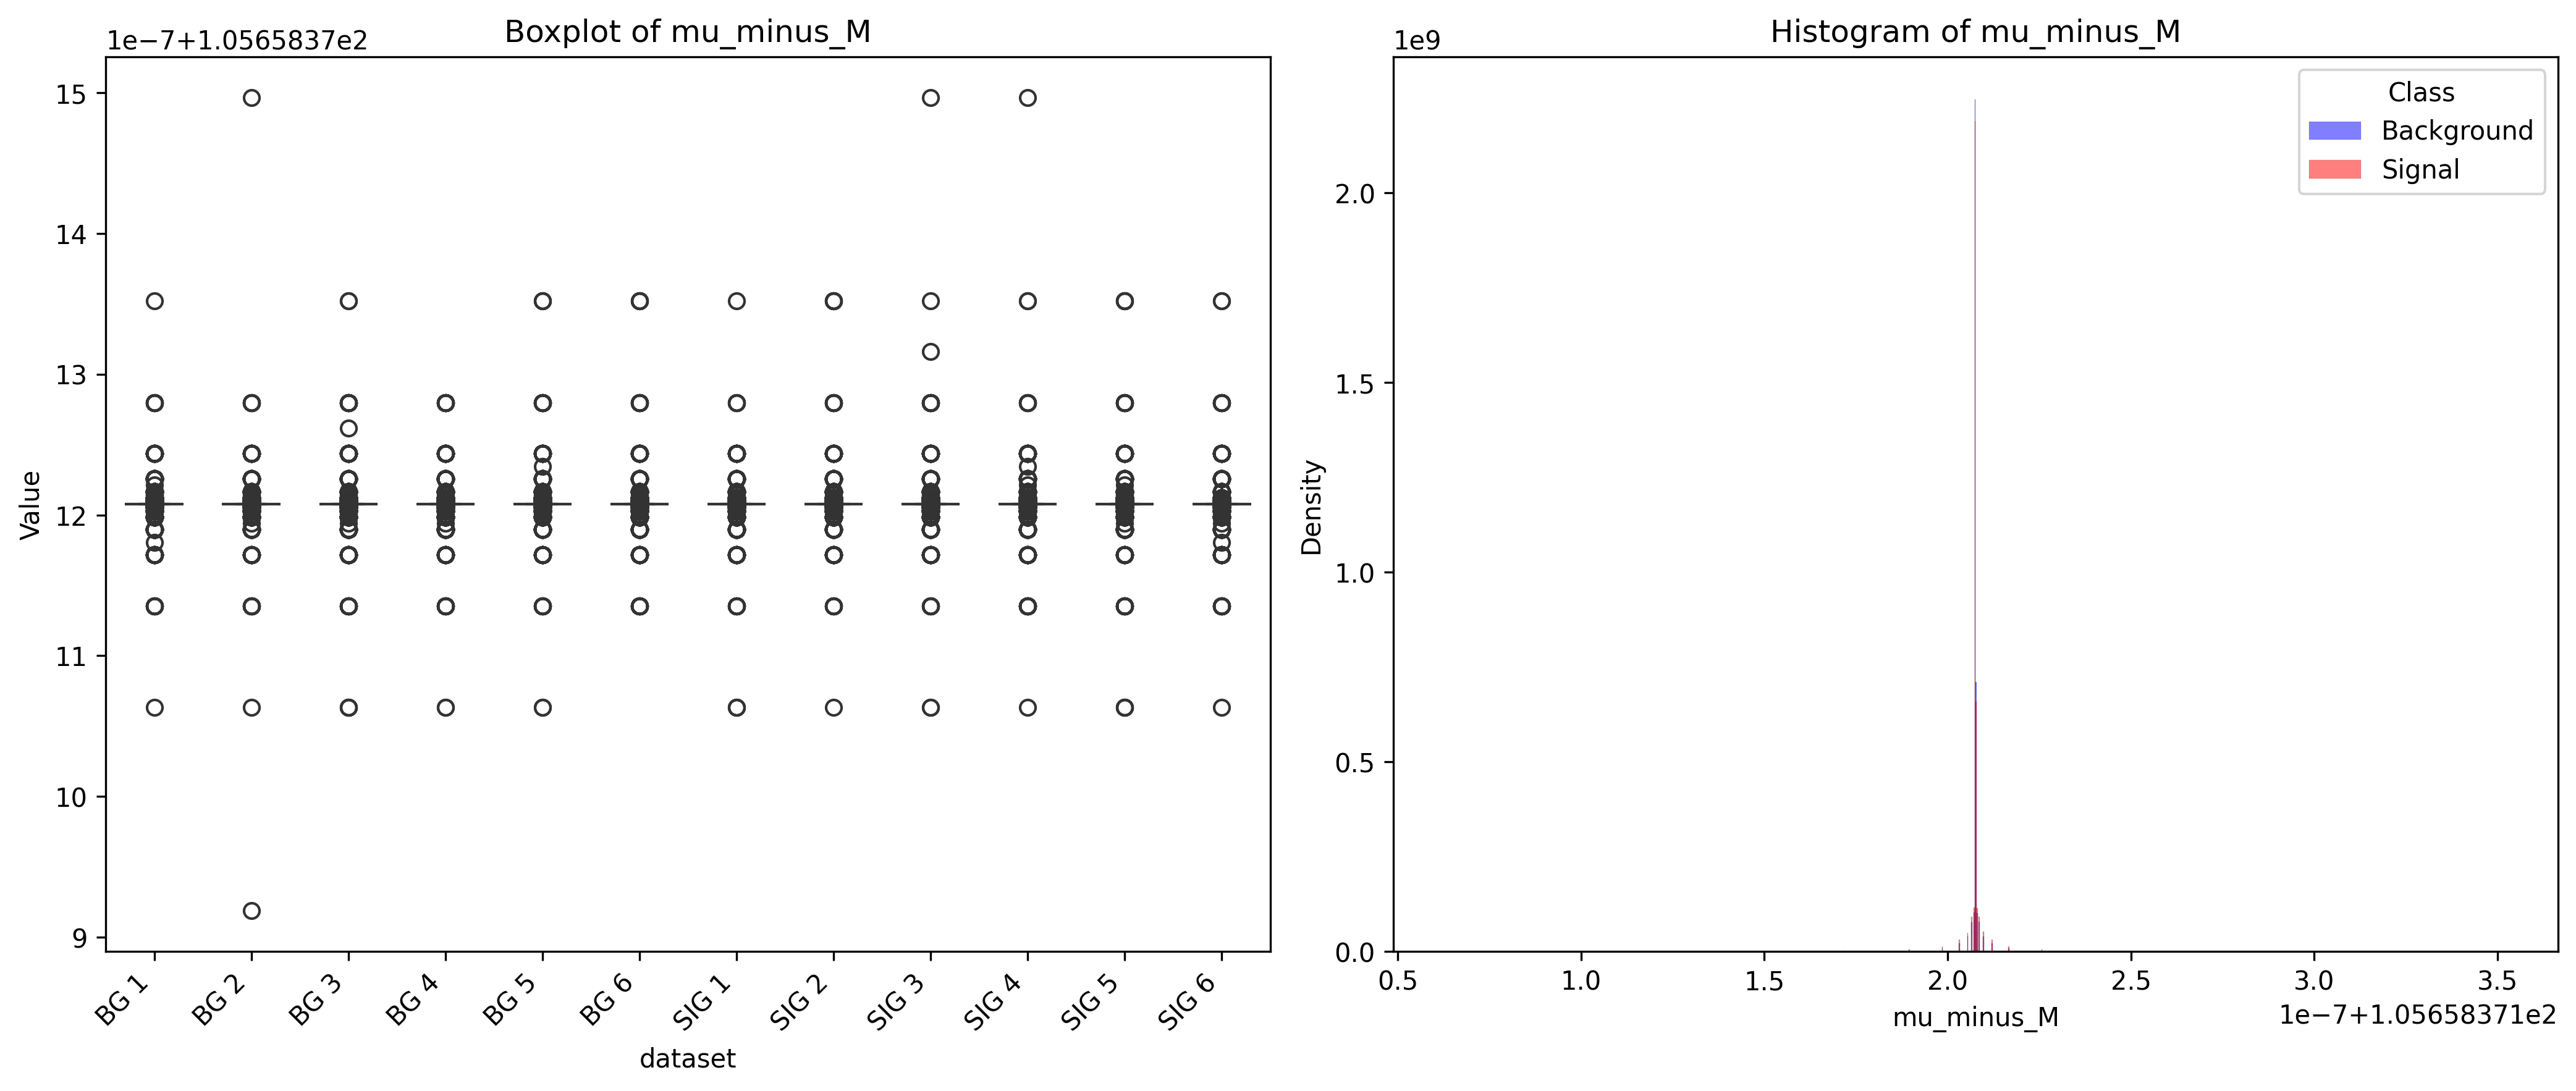 Boxplot of mu_minus_M
1e−7+1.0565837e2
15
14
13
12
11
10
9
Value
BG 1
BG 2
BG 3
BG 4
BG 5
BG 6
SIG 1
SIG 2
SIG 3
SIG 4
SIG 5
SIG 6
dataset
Histogram of mu_minus_M
1e9
Class
Background
Signal
2.0
1.5
1.0
0.5
0.0
Density
0.5
1.0
1.5
2.0
2.5
3.0
3.5
mu_minus_M
1e−7+1.05658371e2